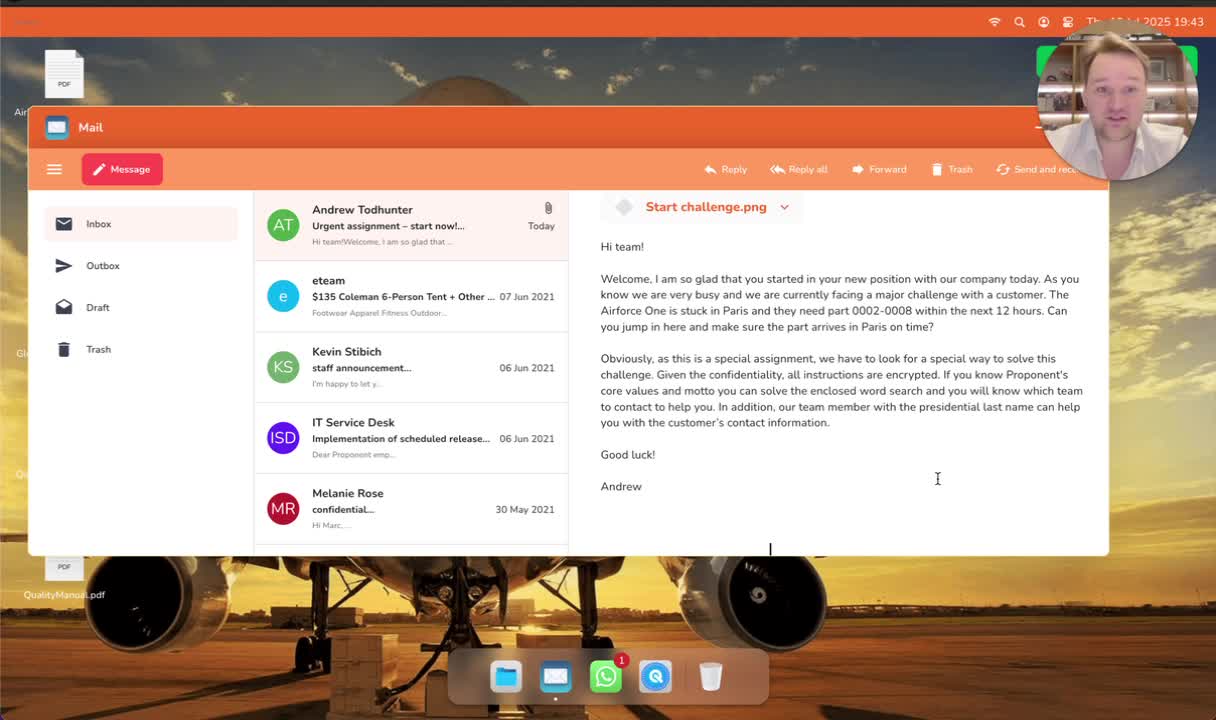 Thu 10 Jul 2025 19:43
PDF
Air
Mail
Message
Reply
Reply all
Forward
Trash
Send and rece
Inbox
Outbox
Draft
Trash
AT
Andrew Todhunter
Urgent assignment – start now!...
Today
Hi team!Welcome, I am so glad that ...
e
eteam
$135 Coleman 6-Person Tent + Other ...
07 Jun 2021
Footwear Apparel Fitness Outdoor...
KS
Kevin Stibich
staff announcement...
06 Jun 2021
I'm happy to let y...
ISD
IT Service Desk
Implementation of scheduled release...
06 Jun 2021
Dear Proponent emp...
MR
Melanie Rose
confidential...
30 May 2021
Hi Marc,...
Start challenge.png
Hi team!
Welcome, I am so glad that you started in your new position with our company today. As you
know we are very busy and we are currently facing a major challenge with a customer. The
Airforce One is stuck in Paris and they need part 0002-0008 within the next 12 hours. Can
you jump in here and make sure the part arrives in Paris on time?
Obviously, as this is a special assignment, we have to look for a special way to solve this
challenge. Given the confidentiality, all instructions are encrypted. If you know Proponent's
core values and motto you can solve the enclosed word search and you will know which team
to contact to help you. In addition, our team member with the presidential last name can help
you with the customer's contact information.
Good luck!
Andrew
PDF
QualityManual.pdf
1